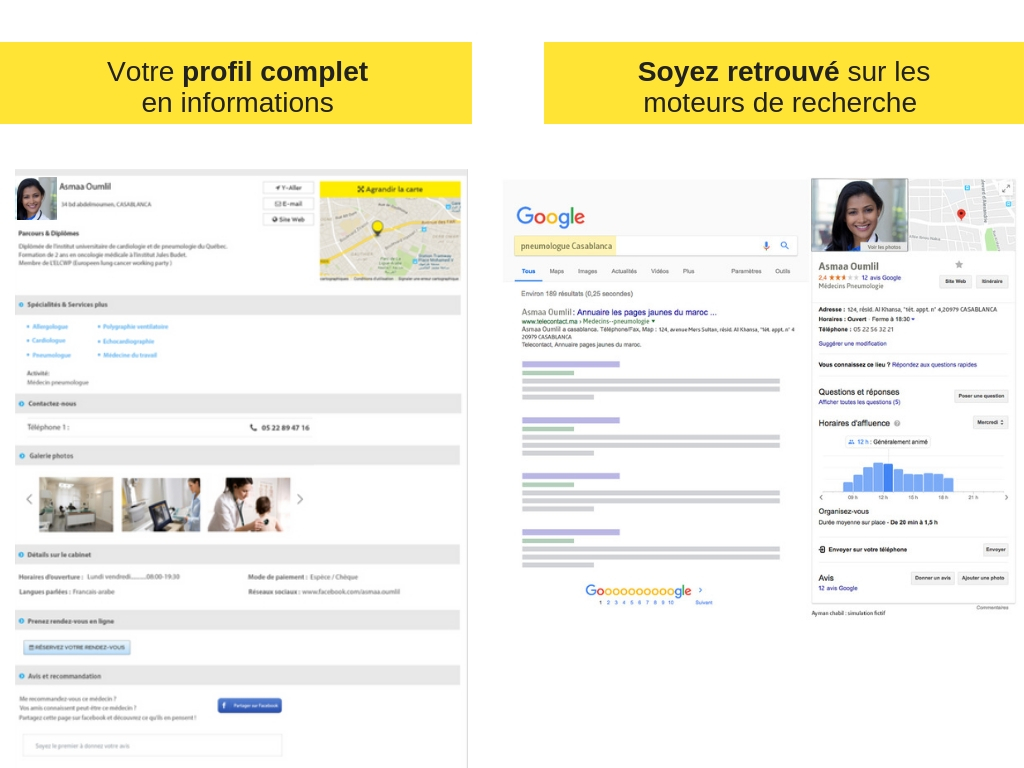 Votre profil complet
en informations
Soyez retrouvé sur les
moteurs de recherche
Asmaa Oumlil
34 bd abdelmoumen, CASABLANCA
Y-Aller
E-mail
Site Web
Agrandir la carte
Parcours & Diplômes
Diplômée de l'institut universitaire de cardiologie et de pneumologie du Québec.
Formation de 2 ans en oncologie médicale à l'institut Jules Budet.
Membre de L'ELCWP (European lung cancer working party)
Spécialités & Services plus
• Allergologue
• Polygraphie ventilatoire
• Cardiologue
• Echocardiographie
• Pneumologue
• Médecine du travail
Activité:
Médecin pneumologue
Contactez-nous
Téléphone 1 :
05 22 89 47 16
Galerie photos
Détails sur le cabinet
Horaires d'ouverture : Lundi vendredi........08:00-19:30
Mode de paiement : Espèce / Chèque
Langues parlées : Francais-arabe
Réseaux sociaux : www.facebook.com/asmaa.oumlil
Prenez rendez-vous en ligne
RÉSERVEZ VOTRE RENDEZ-VOUS
Avis et recommandation
Me recommandez vous ce médecin ?
Vos amis connaissent peut-être ce médecin ?
Partagez cette page sur facebook et découvrez ce qu'ils en pensent !
Partager sur Facebook
Soyez le premier à donnez votre avis
Google
pneumologue Casablanca
Tous Maps Images Actualités Vidéos Plus Paramètres Outils
Environ 189 résultats (0,25 secondes)
Asmaa Oumlil: Annuaire les pages jaunes du maroc ...
www.telecontact.ma › Medecins--pneumologie
Asmaa Oumlil a casablanca. Téléphone/Fax, Map : 124, avenue Mers Sultan, résid. Al Khansa, "tét. appt. n° 4
20979 CASABLANCA
Telecontact, Annuaire pages jaunes du maroc.
Goooooooooogle
1 2 3 4 5 6 7 8 9 10 Suivant
Voir les photos
Asmaa Oumlil
2,4 12 avis Google
Médecins Pneumologie
Site Web
Itinéraire
Adresse : 124, résid. Al Khansa, "tét. appt. n° 4,20979 CASABLANCA
Horaires : Ouvert · Ferme à 18:30
Téléphone : 05 22 54 32 21
Suggérer une modification
Vous connaissez ce lieu ? Répondez aux questions rapides
Questions et réponses
Afficher toutes les questions (5)
Poser une question
Horaires d'affluence
Mercredi
12 h : Généralement animé
09 h 12 h 15 h 18 h 21 h
Organisez-vous
Durée moyenne sur place - De 20 min à 1,5 h
Envoyer sur votre téléphone
Envoyer
Avis
12 avis Google
Donner un avis
Ajouter une photo
Commentaires
Ayman chabil : simulation fictif